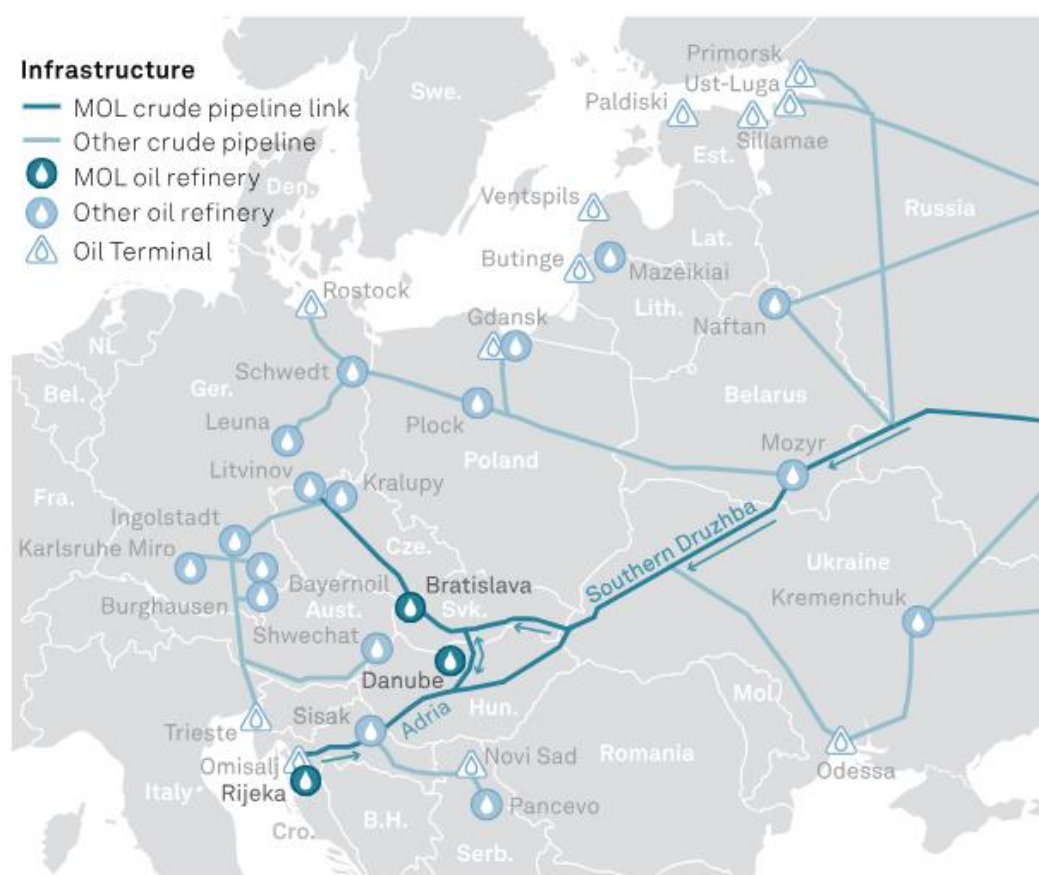 Infrastructure
MOL crude pipeline link
Other crude pipeline
MOL oil refinery
Other oil refinery
Oil Terminal
Swe.
Primorsk
Ust-Luga
Paldiski
Sillamae
Est.
Den.
Ventspils
Russia
Lat.
Butinge
Mazeikiai
Rostock
Lith.
Naftan
Gdansk
NL
Schwedt
Bel.
Ger.
Belarus
Leuna
Plock
Mozyr
Litvinov
Kralupy
Poland
Fra.
Ingolstadt
Cze.
Southern Druzhba
Karlsruhe Miro
Ukraine
Bayernoil
Bratislava
Kremenchuk
Burghausen
Aust.
Svk.
Shwechat
Danube
Mol.
Sisak
Adria
Hun.
Trieste
Omisalj
Novi Sad
Romania
Odessa
Italy
Rijeka
Pancevo
Cro.
B.H.
Serb.